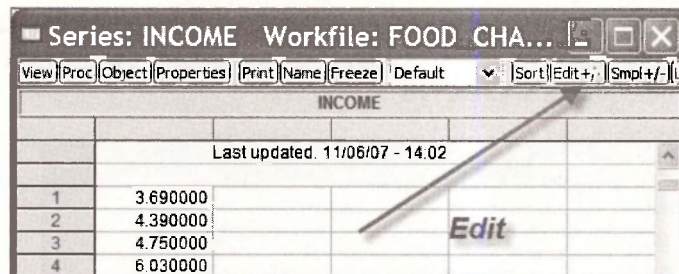 Series: INCOME Workfile: FOOD CHA...
View Proc Object Properties Print Name Freeze Default Sort Edit+/- Smpl+/-
INCOME
Last updated. 11/06/07 - 14:02
1 3.690000
2 4.390000
3 4.750000
4 6.030000
Edit